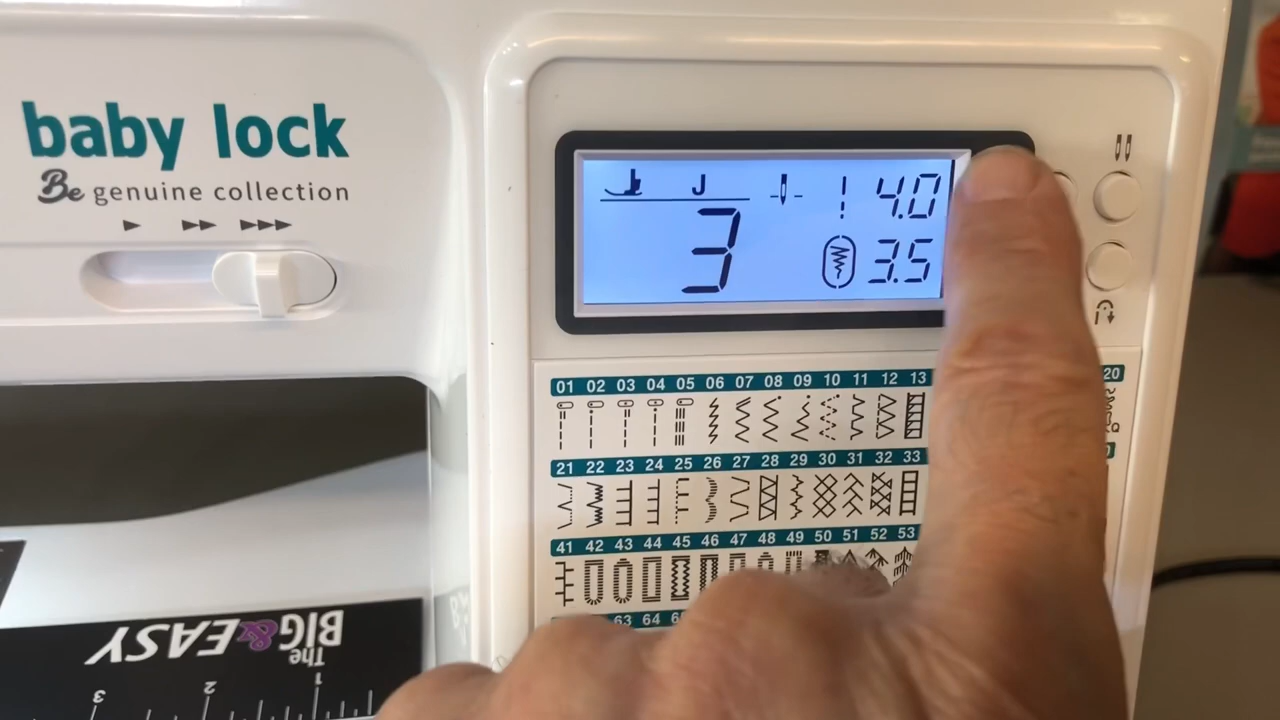 baby lock
Be genuine collection
J
4.0
3
3.5
01 02 03 04 05 06 07 08 09 10 11 12 13
20
21 22 23 24 25 26 27 28 29 30 31 32 33
41 42 43 44 45 46 47 48 49 50 51 52 53
63 64
The
BIG & EASY
1 2 3